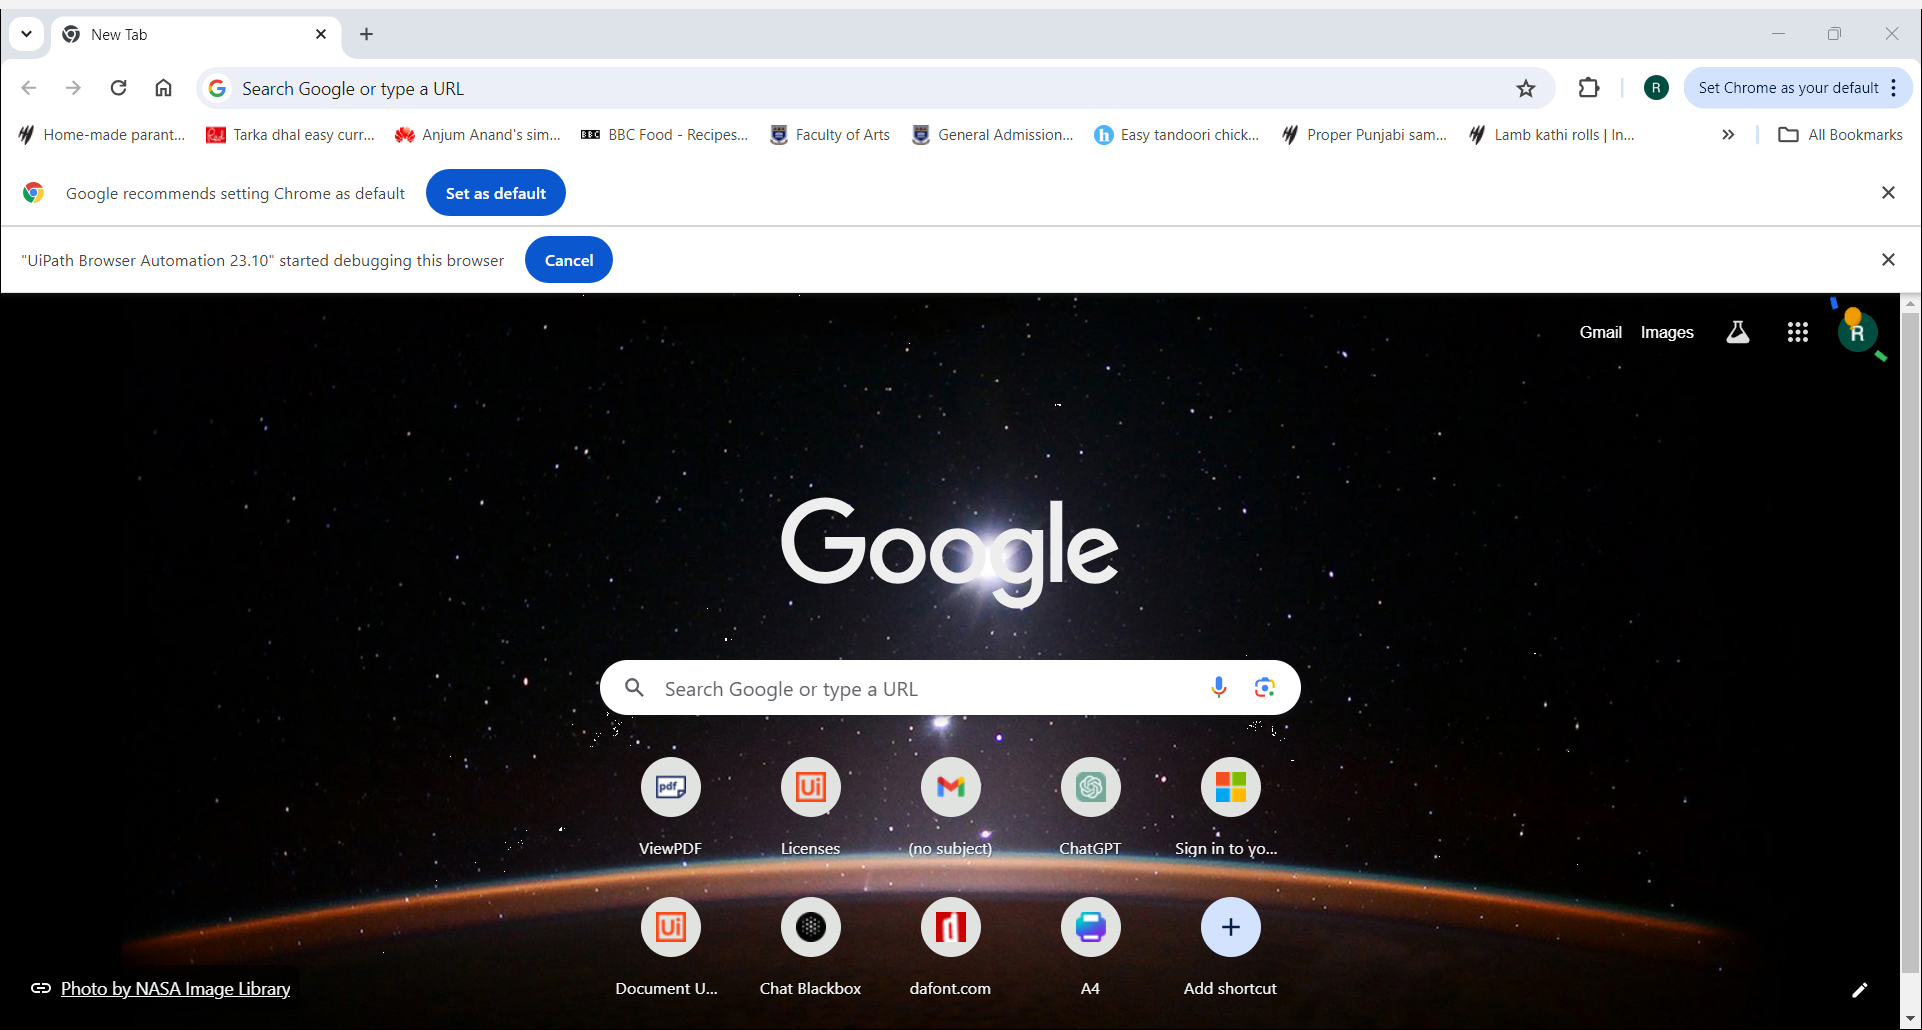 New Tab
Search Google or type a URL
R
Set Chrome as your default
Home-made parant...
Tarka dhal easy curr...
Anjum Anand's sim...
BBC
BBC Food - Recipes...
Faculty of Arts
General Admission...
h
Easy tandoori chick...
Proper Punjabi sam...
Lamb kathi rolls | In...
All Bookmarks
Google recommends setting Chrome as default
Set as default
"UiPath Browser Automation 23.10" started debugging this browser
Cancel
Gmail
Images
R
Google
Search Google or type a URL
pdf
Ui
ViewPDF
Licenses
(no subject)
ChatGPT
Sign in to yo...
Ui
Document U...
Chat Blackbox
dafont.com
A4
Add shortcut
Photo by NASA Image Library